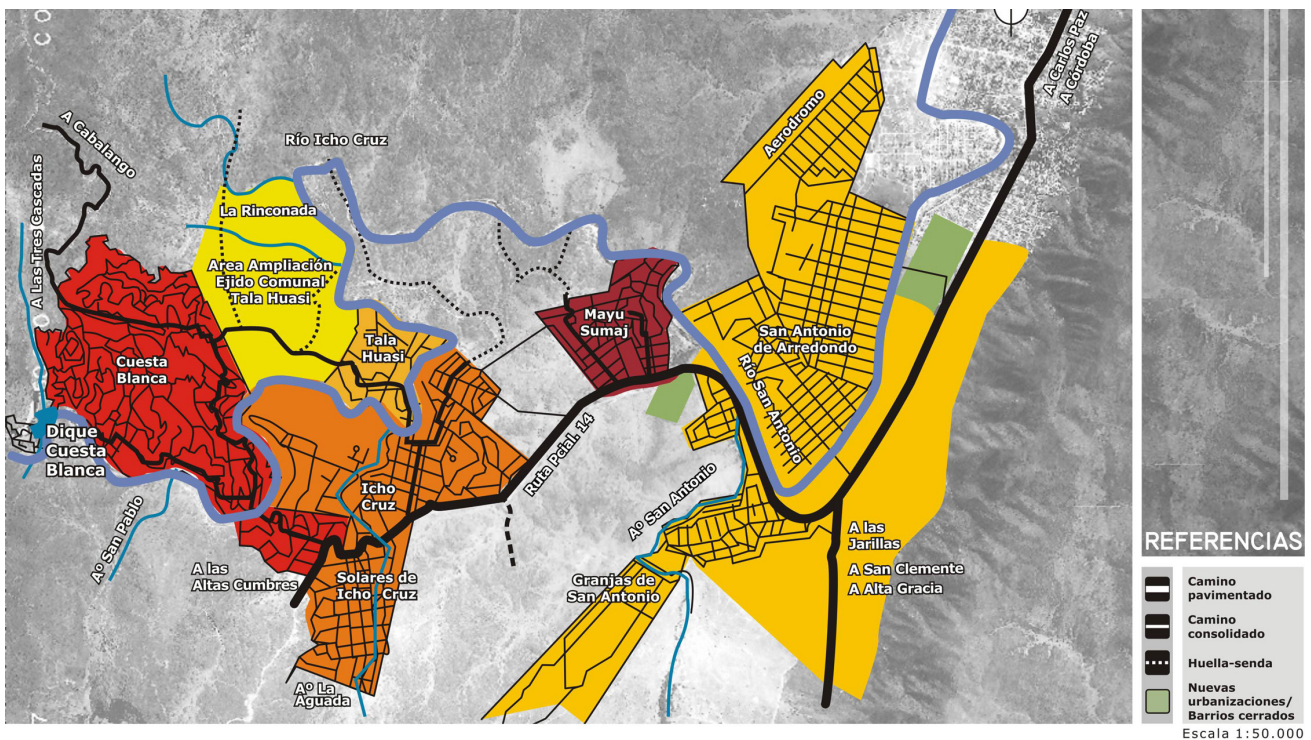 CO
A Cabalango
A Las Tres Cascadas
Río Icho Cruz
La Rinconada
Area Ampliación
Ejido Comunal
Tala Huasi
Tala
Huasi
Cuesta
Blanca
Dique
Cuesta
Blanca
Aº San Pablo
A las
Altas Cumbres
Icho
Cruz
Solares de
Icho Cruz
Aº La
Aguada
Ruta Pcial. 14
Mayu
Sumaj
Aerodromo
San Antonio
de Arredondo
Río San Antonio
Aº San Antonio
Granjas de
San Antonio
A Carlos Paz
A Córdoba
A las
Jarillas
A San Clemente
A Alta Gracia
REFERENCIAS
Camino
pavimentado
Camino
consolidado
Huella-senda
Nuevas
urbanizaciones/
Barrios cerrados
Escala 1:50.000